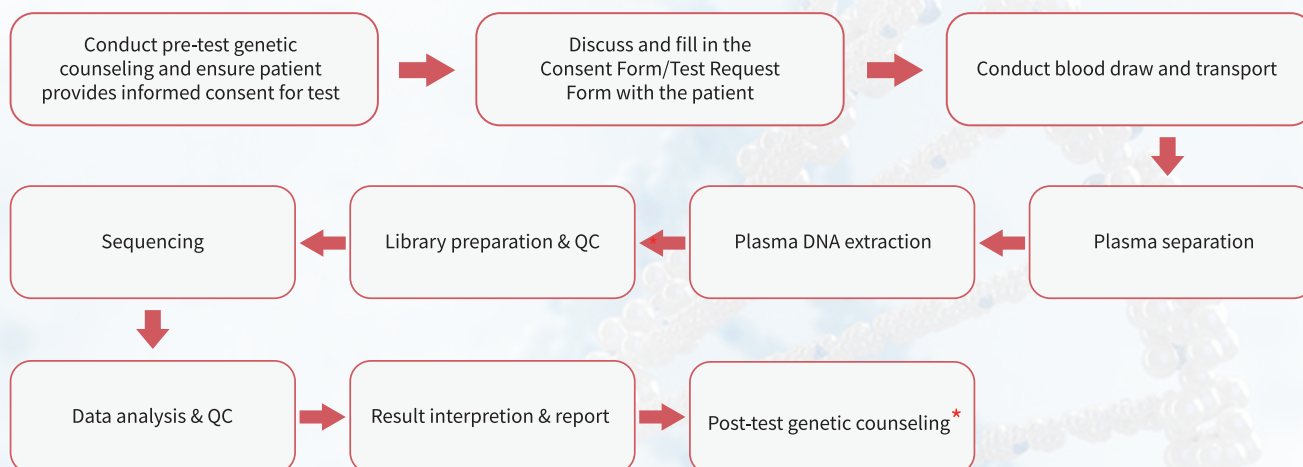 Conduct pre-test genetic
counseling and ensure patient
provides informed consent for test
Discuss and fill in the
Consent Form/Test Request
Form with the patient
Conduct blood draw and transport
Plasma separation
Plasma DNA extraction
*
Library preparation & QC
Sequencing
Data analysis & QC
Result interpretion & report
Post-test genetic counseling*